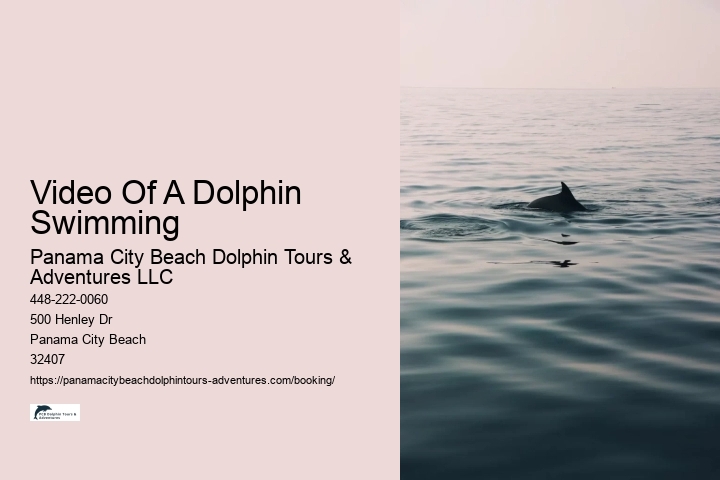 Video Of A Dolphin
Swimming
Panama City Beach Dolphin Tours &
Adventures LLC
448-222-0060
500 Henley Dr
Panama City Beach
32407
https://panamacitybeachdolphintours-adventures.com/booking/
PCB Dolphin Tours &
Adventures